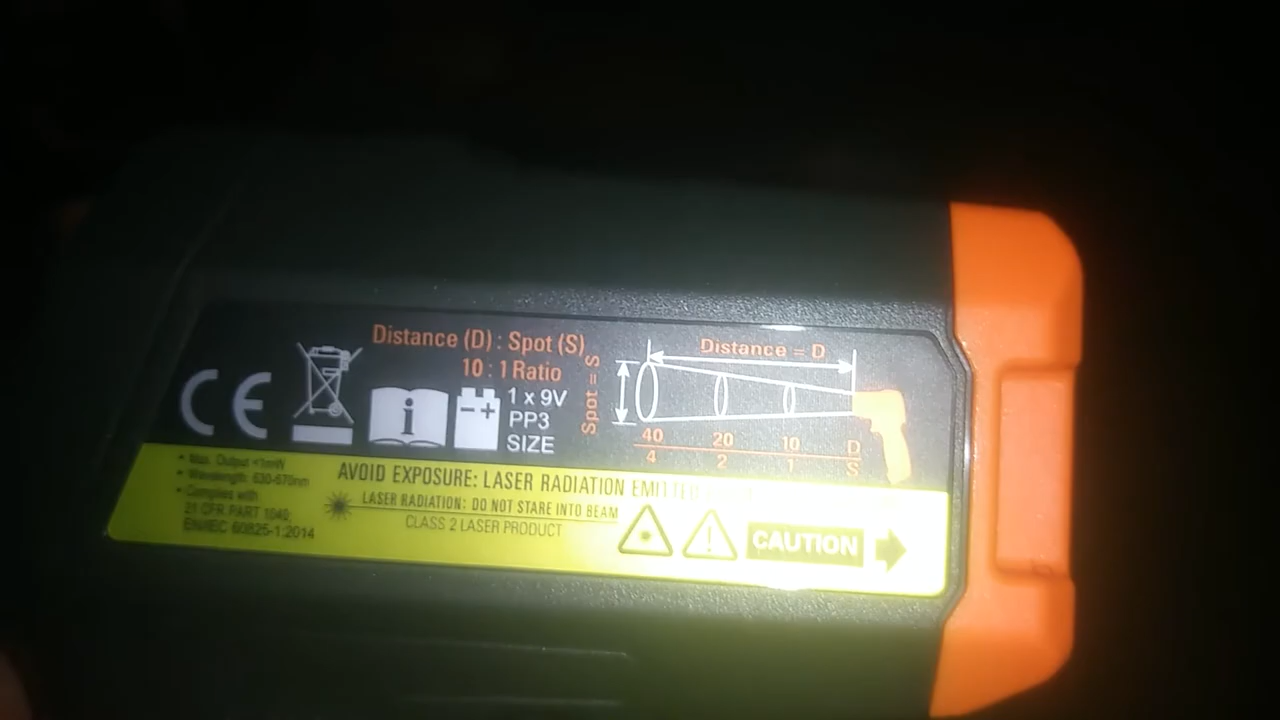 CE
Distance (D) : Spot (S)
10 : 1 Ratio
i
1 x 9V
PP3
SIZE
Distance = D
Spot = S
40 20 10 D
4 2 1 S
• Max. Output <1mW
• Wavelength: 630-670nm
• Complies with
21 CFR PART 1040
EN/IEC 60825-1:2014
AVOID EXPOSURE: LASER RADIATION EMITTED
LASER RADIATION: DO NOT STARE INTO BEAM
CLASS 2 LASER PRODUCT
CAUTION